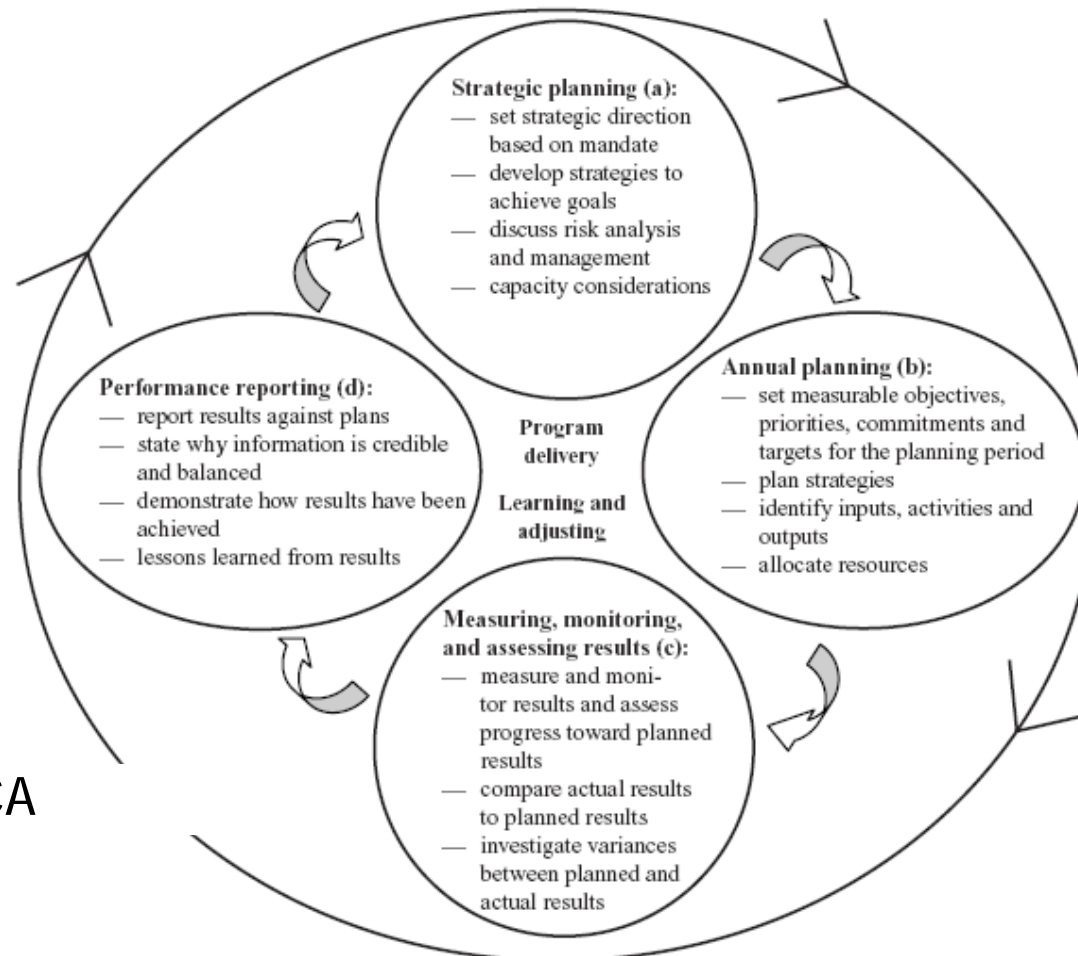 Strategic planning (a):
— set strategic direction
based on mandate
— develop strategies to
achieve goals
— discuss risk analysis
and management
— capacity considerations
Annual planning (b):
— set measurable objectives,
priorities, commitments and
targets for the planning period
— plan strategies
— identify inputs, activities and
outputs
— allocate resources
Measuring, monitoring,
and assessing results (c):
— measure and moni-
tor results and assess
progress toward planned
results
— compare actual results
to planned results
— investigate variances
between planned and
actual results
Performance reporting (d):
— report results against plans
— state why information is credible
and balanced
— demonstrate how results have been
achieved
— lessons learned from results
Program
delivery
Learning and
adjusting